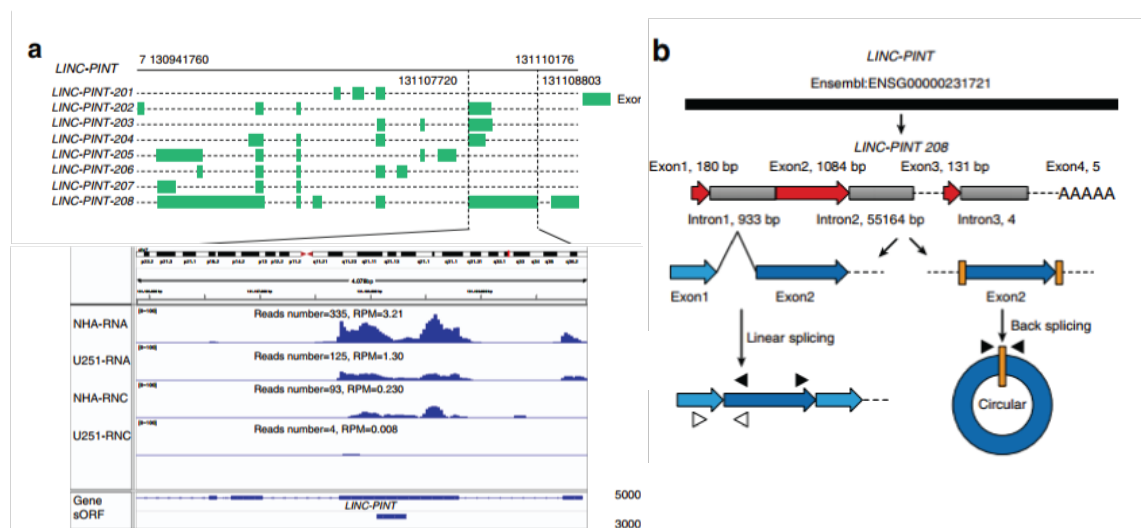 a
7 130941760
131110176
LINC-PINT
131107720
131108803
LINC-PINT-201
LINC-PINT-202
LINC-PINT-203
LINC-PINT-204
LINC-PINT-205
LINC-PINT-206
LINC-PINT-207
LINC-PINT-208
Exor
NHA-RNA
Reads number=335, RPM=3.21
U251-RNA
Reads number=125, RPM=1.30
NHA-RNC
Reads number=93, RPM=0.230
U251-RNC
Reads number=4, RPM=0.008
Gene
LINC-PINT
sORF
5000
3000
b
LINC-PINT
Ensembl:ENSG00000231721
LINC-PINT 208
Exon1, 180 bp
Exon2, 1084 bp
Exon3, 131 bp
Exon4, 5
AAAAA
Intron1, 933 bp
Intron2, 55164 bp
Intron3, 4
Exon1
Exon2
Exon2
Linear splicing
Back splicing
Circular